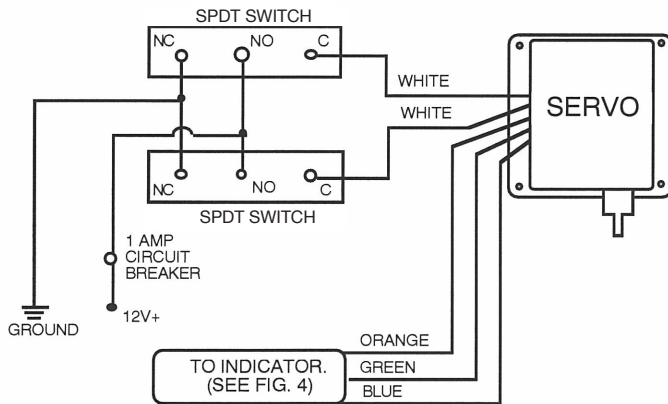 SPDT SWITCH
NC NO C
WHITE
WHITE
SERVO
NC NO C
SPDT SWITCH
1 AMP
CIRCUIT
BREAKER
12V+
GROUND
ORANGE
TO INDICATOR.
(SEE FIG. 4)
GREEN
BLUE